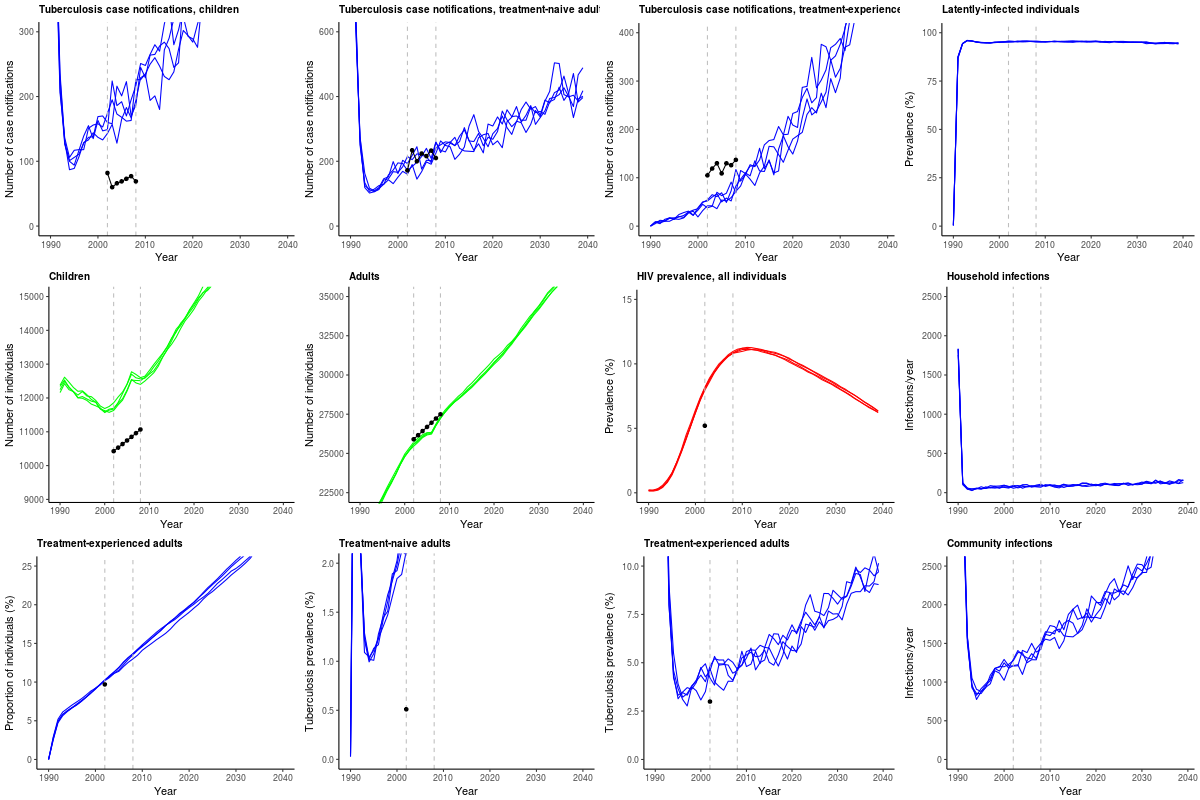 Tuberculosis case notifications, children
Number of case notifications
300
200
100
0
1990 2000 2010 2020 2030 2040
Year
Tuberculosis case notifications, treatment-naive adul
Number of case notifications
600
400
200
0
1990 2000 2010 2020 2030 2040
Year
Tuberculosis case notifications, treatment-experience
Number of case notifications
400
300
200
100
0
1990 2000 2010 2020 2030 2040
Year
Latently-infected individuals
Prevalence (%)
100
75
50
25
0
1990 2000 2010 2020 2030 2040
Year
Children
Number of individuals
15000
14000
13000
12000
11000
10000
9000
1990 2000 2010 2020 2030 2040
Year
Adults
Number of individuals
35000
32500
30000
27500
25000
22500
1990 2000 2010 2020 2030 2040
Year
HIV prevalence, all individuals
Prevalence (%)
15
10
5
0
1990 2000 2010 2020 2030 2040
Year
Household infections
Infections/year
2500
2000
1500
1000
500
0
1990 2000 2010 2020 2030 2040
Year
Treatment-experienced adults
Proportion of individuals (%)
25
20
15
10
5
0
1990 2000 2010 2020 2030 2040
Year
Treatment-naive adults
Tuberculosis prevalence (%)
2.0
1.5
1.0
0.5
0.0
1990 2000 2010 2020 2030 2040
Year
Treatment-experienced adults
Tuberculosis prevalence (%)
10.0
7.5
5.0
2.5
0.0
1990 2000 2010 2020 2030 2040
Year
Community infections
Infections/year
2500
2000
1500
1000
500
0
1990 2000 2010 2020 2030 2040
Year